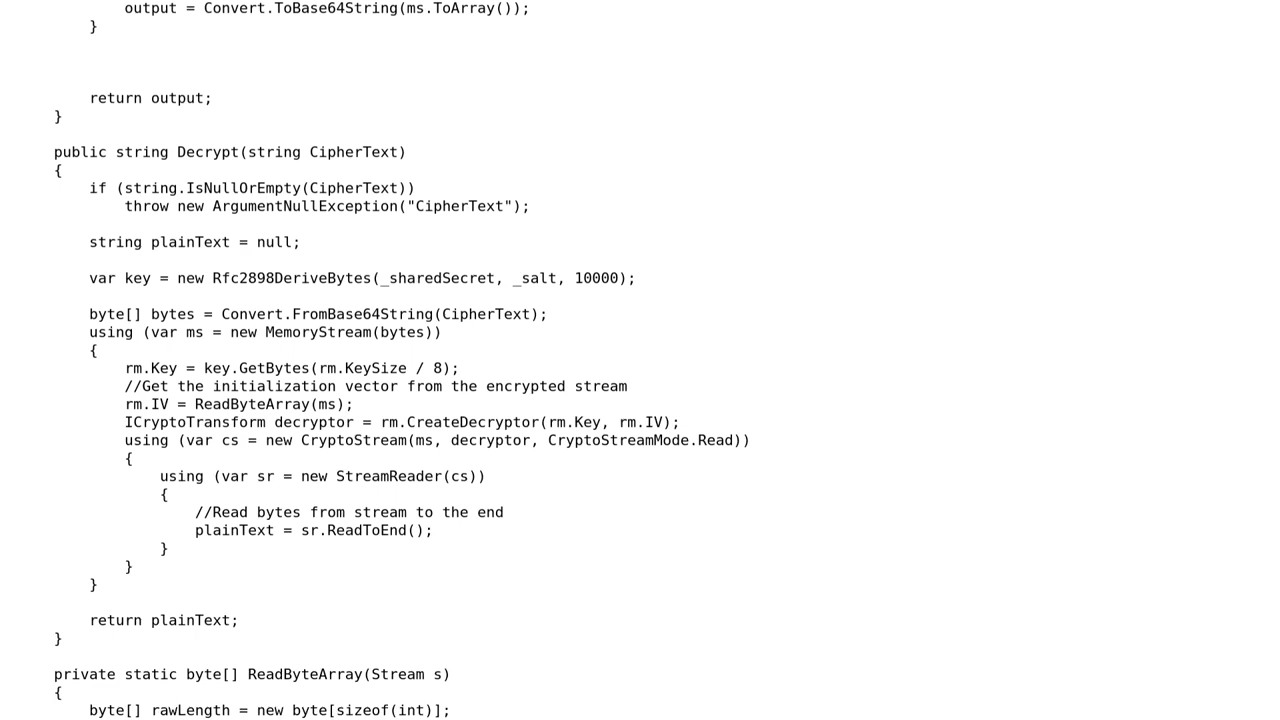 output = Convert.ToBase64String(ms.ToArray());
}
return output;
}
public string Decrypt(string CipherText)
{
if (string.IsNullOrEmpty(CipherText))
throw new ArgumentNullException("CipherText");
string plainText = null;
var key = new Rfc2898DeriveBytes(_sharedSecret, _salt, 10000);
byte[] bytes = Convert.FromBase64String(CipherText);
using (var ms = new MemoryStream(bytes))
{
rm.Key = key.GetBytes(rm.KeySize / 8);
//Get the initialization vector from the encrypted stream
rm.IV = ReadByteArray(ms);
ICryptoTransform decryptor = rm.CreateDecryptor(rm.Key, rm.IV);
using (var cs = new CryptoStream(ms, decryptor, CryptoStreamMode.Read))
{
using (var sr = new StreamReader(cs))
{
//Read bytes from stream to the end
plainText = sr.ReadToEnd();
}
}
}
return plainText;
}
private static byte[] ReadByteArray(Stream s)
{
byte[] rawLength = new byte[sizeof(int)];